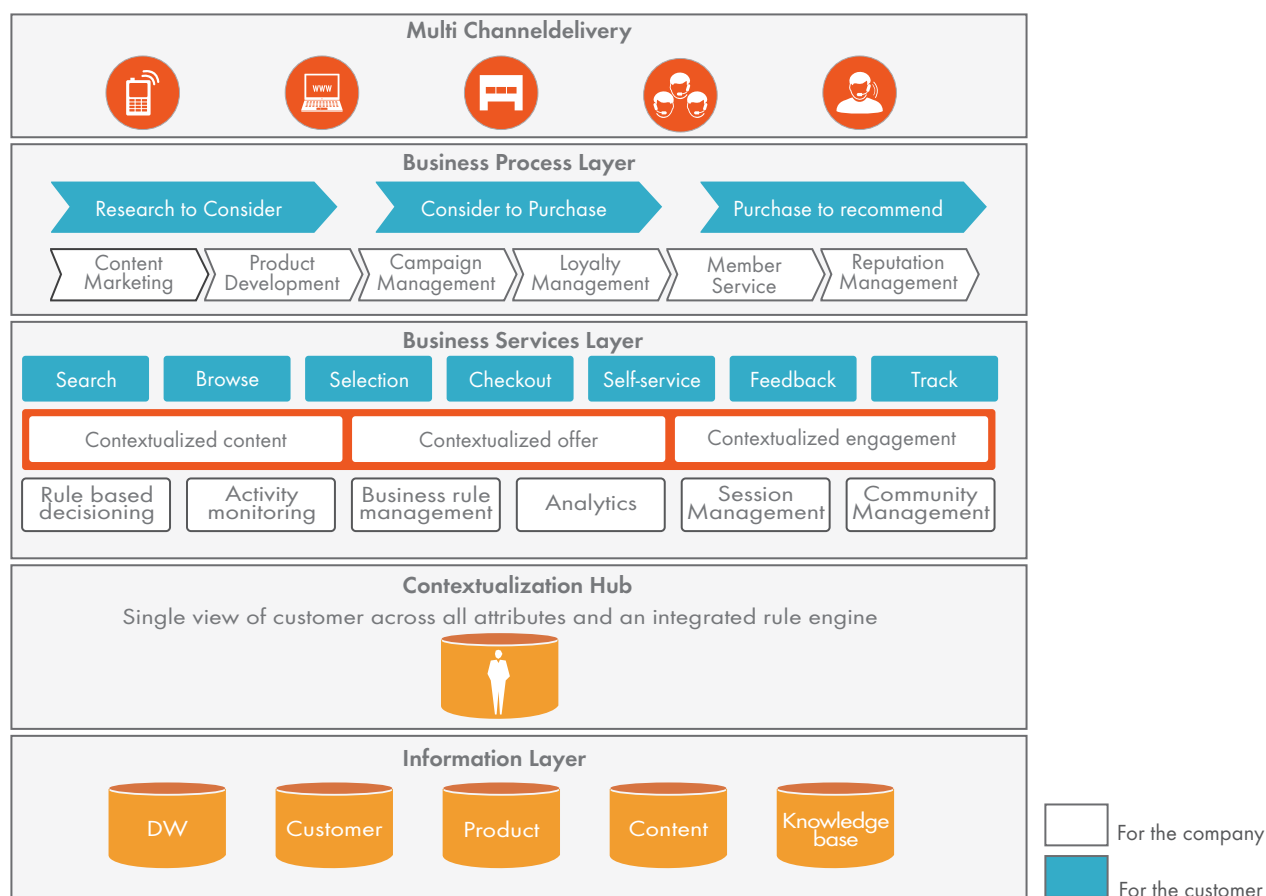 Multi Channeldelivery
www
Business Process Layer
Research to Consider
Consider to Purchase
Purchase to recommend
Content
Marketing
Product
Development
Campaign
Management
Loyalty
Management
Member
Service
Reputation
Management
Business Services Layer
Search
Browse
Selection
Checkout
Self-service
Feedback
Track
Contextualized content
Contextualized offer
Contextualized engagement
Rule based
decisioning
Activity
monitoring
Business rule
management
Analytics
Session
Management
Community
Management
Contextualization Hub
Single view of customer across all attributes and an integrated rule engine
Information Layer
DW
Customer
Product
Content
Knowledge
base
For the company
For the customer